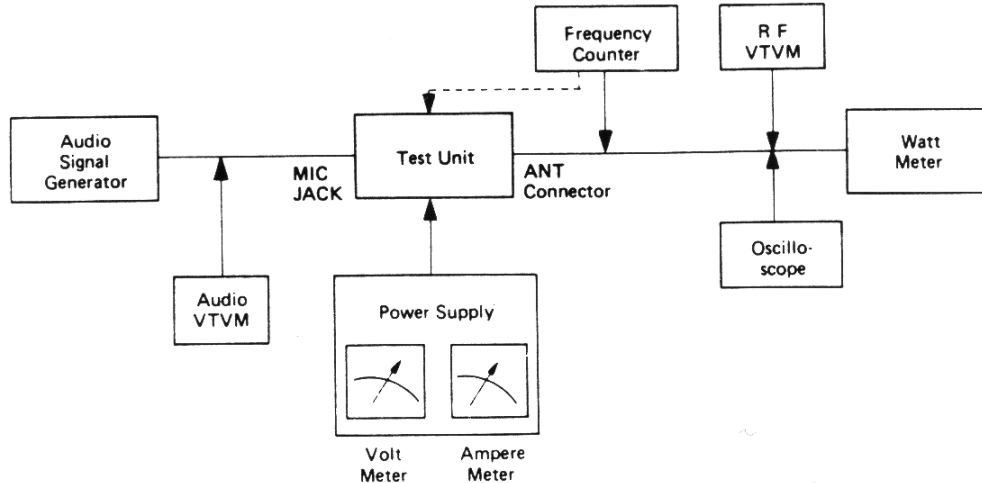 Frequency
Counter
R F
VTVM
Audio
Signal
Generator
MIC
JACK
Test Unit
ANT
Connector
Watt
Meter
Oscillo-
scope
Audio
VTVM
Power Supply
Volt
Meter
Ampere
Meter